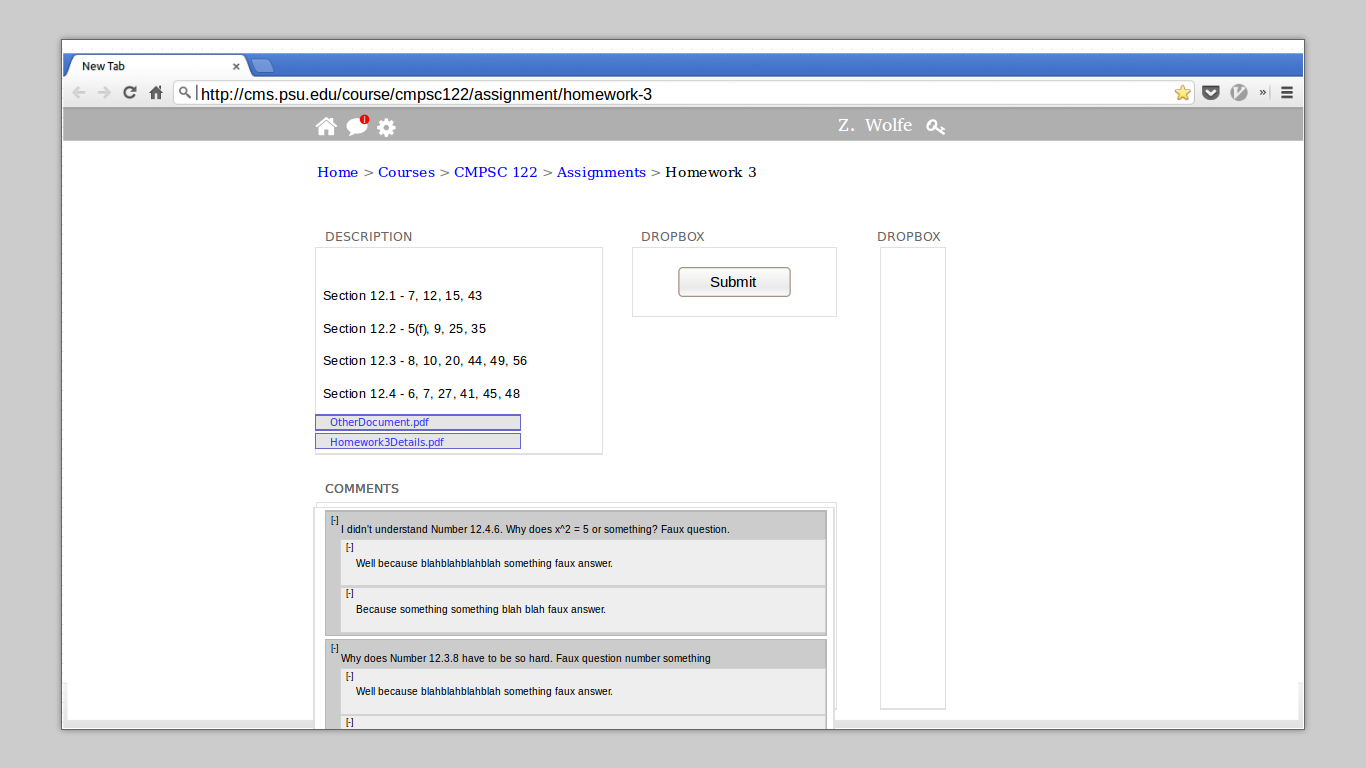 New Tab
http://cms.psu.edu/course/cmpsc122/assignment/homework-3
Z. Wolfe
Home > Courses > CMPSC 122 > Assignments > Homework 3
DESCRIPTION
Section 12.1 - 7, 12, 15, 43
Section 12.2 - 5(f), 9, 25, 35
Section 12.3 - 8, 10, 20, 44, 49, 56
Section 12.4 - 6, 7, 27, 41, 45, 48
OtherDocument.pdf
Homework3Details.pdf
DROPBOX
Submit
DROPBOX
COMMENTS
[-]
I didn't understand Number 12.4.6. Why does x^2 = 5 or something? Faux question.
[-]
Well because blahblahblahblah something faux answer.
[-]
Because something something blah blah faux answer.
[-]
Why does Number 12.3.8 have to be so hard. Faux question number something
[-]
Well because blahblahblahblah something faux answer.
[-]